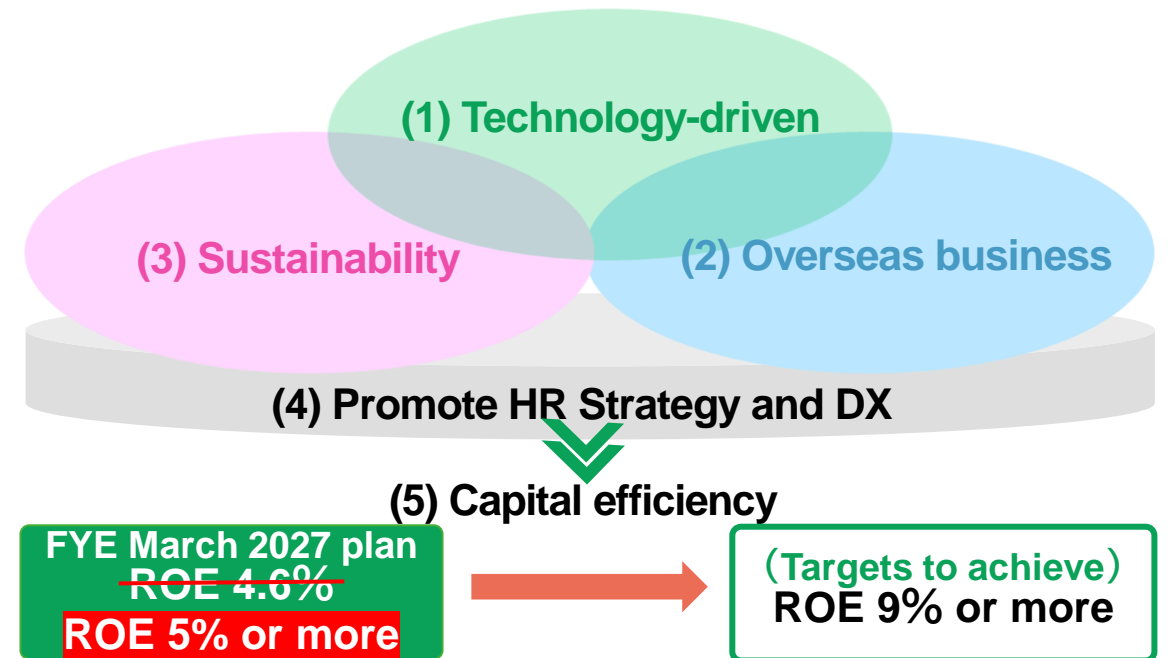 (1) Technology-driven
(3) Sustainability
(2) Overseas business
(4) Promote HR Strategy and DX
(5) Capital efficiency
FYE March 2027 plan
ROE 4.6%
ROE 5% or more
（Targets to achieve）
ROE 9% or more